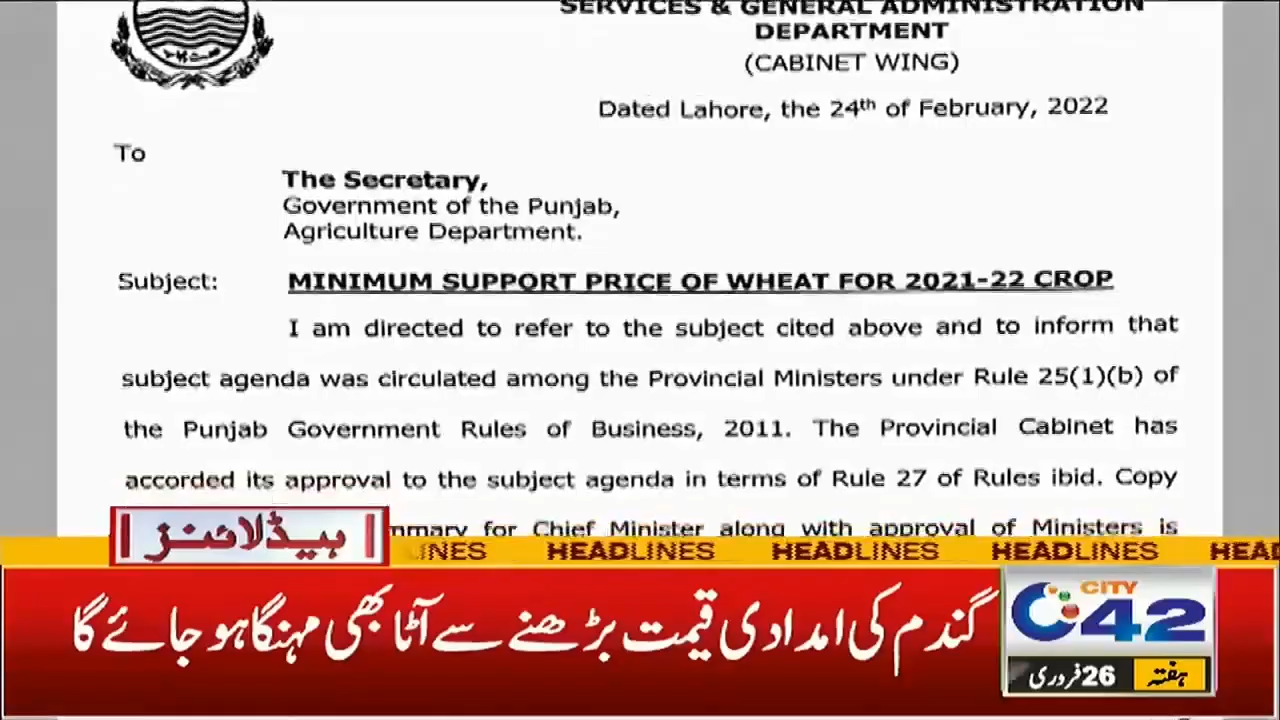 SERVICES & GENERAL ADMINISTRATION
DEPARTMENT
(CABINET WING)
Dated Lahore, the 24th of February, 2022
To
The Secretary,
Government of the Punjab,
Agriculture Department.
Subject: MINIMUM SUPPORT PRICE OF WHEAT FOR 2021-22 CROP
I am directed to refer to the subject cited above and to inform that
subject agenda was circulated among the Provincial Ministers under Rule 25(1)(b) of
the Punjab Government Rules of Business, 2011. The Provincial Cabinet has
accorded its approval to the subject agenda in terms of Rule 27 of Rules ibid. Copy
for Chief Minister along with approval of Ministers is
ہیڈلائنز
HEADLINES HEADLINES HEADLINES
گندم کی امدادی قیمت بڑھنے سے آٹا بھی مہنگا ہو جائے گا
CITY
42
ہفتہ 26 فروری